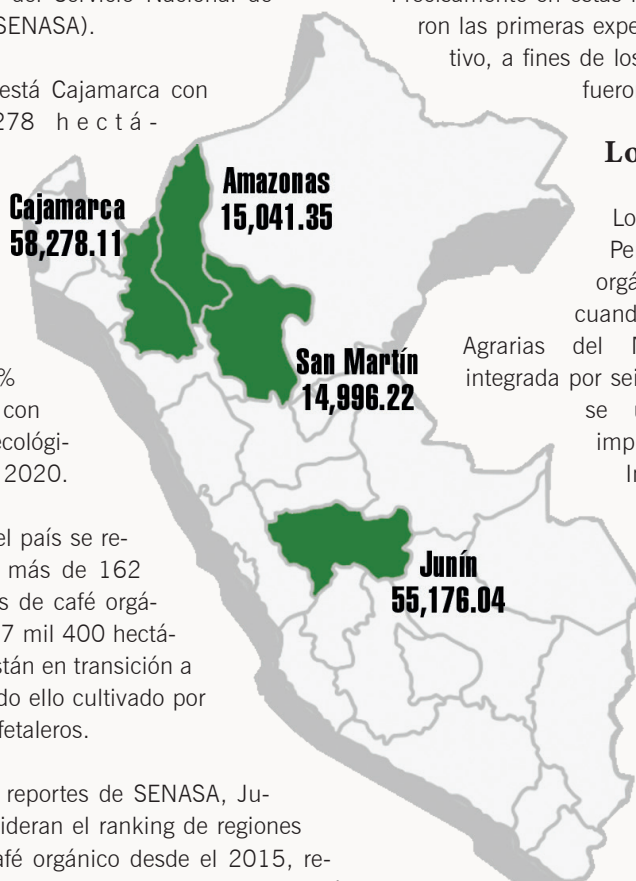 del Servicio Nacional de
SENASA).
está Cajamarca con
278 hectá-
%
con
ecológi-
2020.
el país se re-
más de 162
s de café orgá-
7 mil 400 hectá-
stán en transición a
do ello cultivado por
fetaleros.
reportes de SENASA, Ju-
ideran el ranking de regiones
afé orgánico desde el 2015, re-
Cajamarca
58,278.11
Amazonas
15,041.35
San Martín
14,996.22
Junín
55,176.04
Precisamente en estas
ron las primeras expe
tivo, a fines de los
fuero
Lo
Lo
Pe
orgá
cuand
Agrarias del
integrada por sei
se
imp